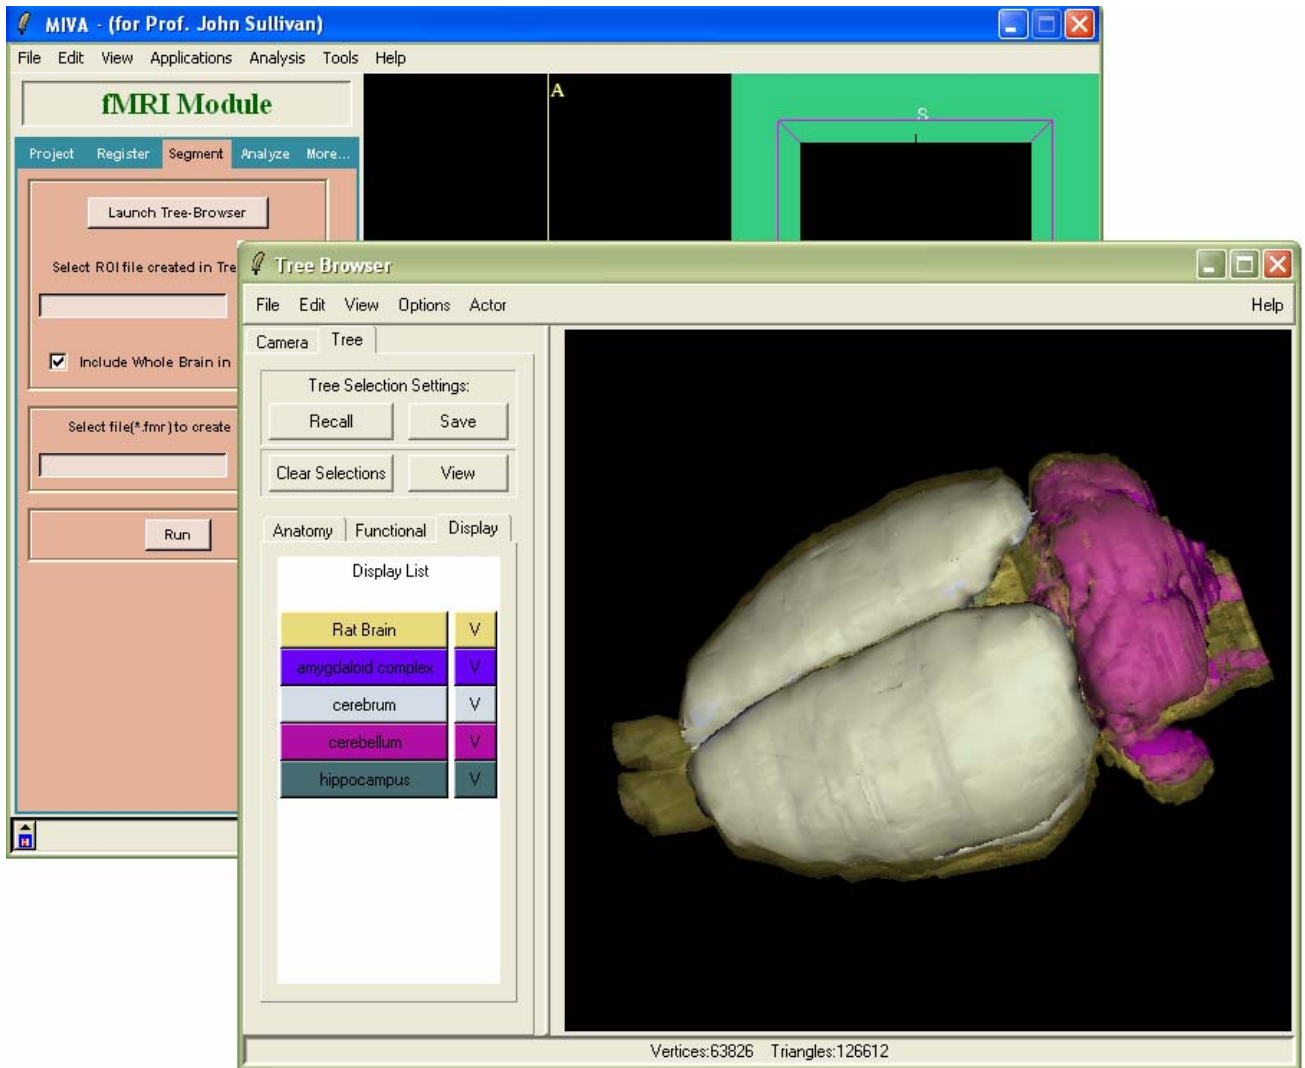 MIVA - (for Prof. John Sullivan)
File Edit View Applications Analysis Tools Help
fMRI Module
Project Register Segment Analyze More...
Launch Tree-Browser
Select ROI file created in Tre
Include Whole Brain in
Select file(*.fmr) to create
Run
H
A
S
Tree Browser
File Edit View Options Actor Help
Camera Tree
Tree Selection Settings:
Recall Save
Clear Selections View
Anatomy Functional Display
Display List
Rat Brain V
amygdaloid complex V
cerebrum V
cerebellum V
hippocampus V
Vertices:63826 Triangles:126612